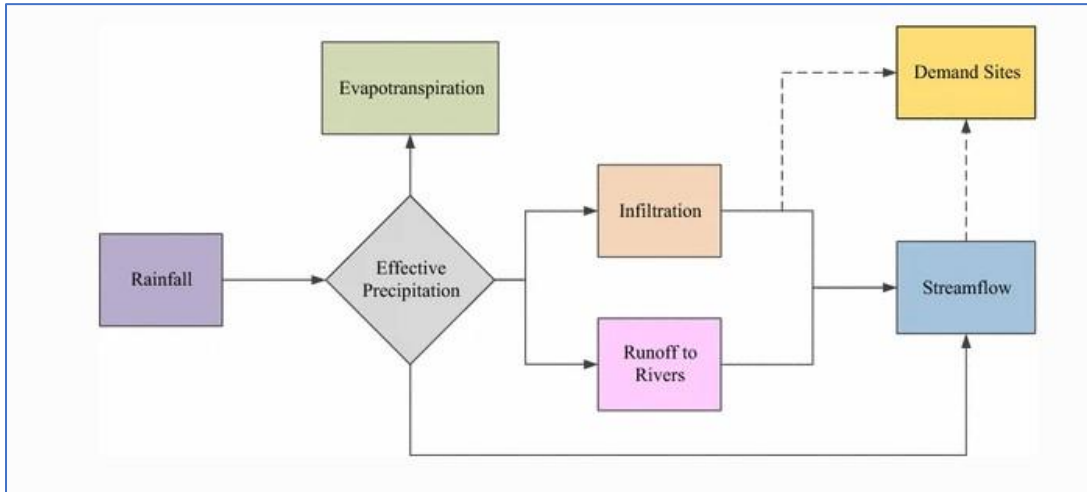 Evapotranspiration
Demand Sites
Infiltration
Rainfall
Effective
Precipitation
Streamflow
Runoff to
Rivers